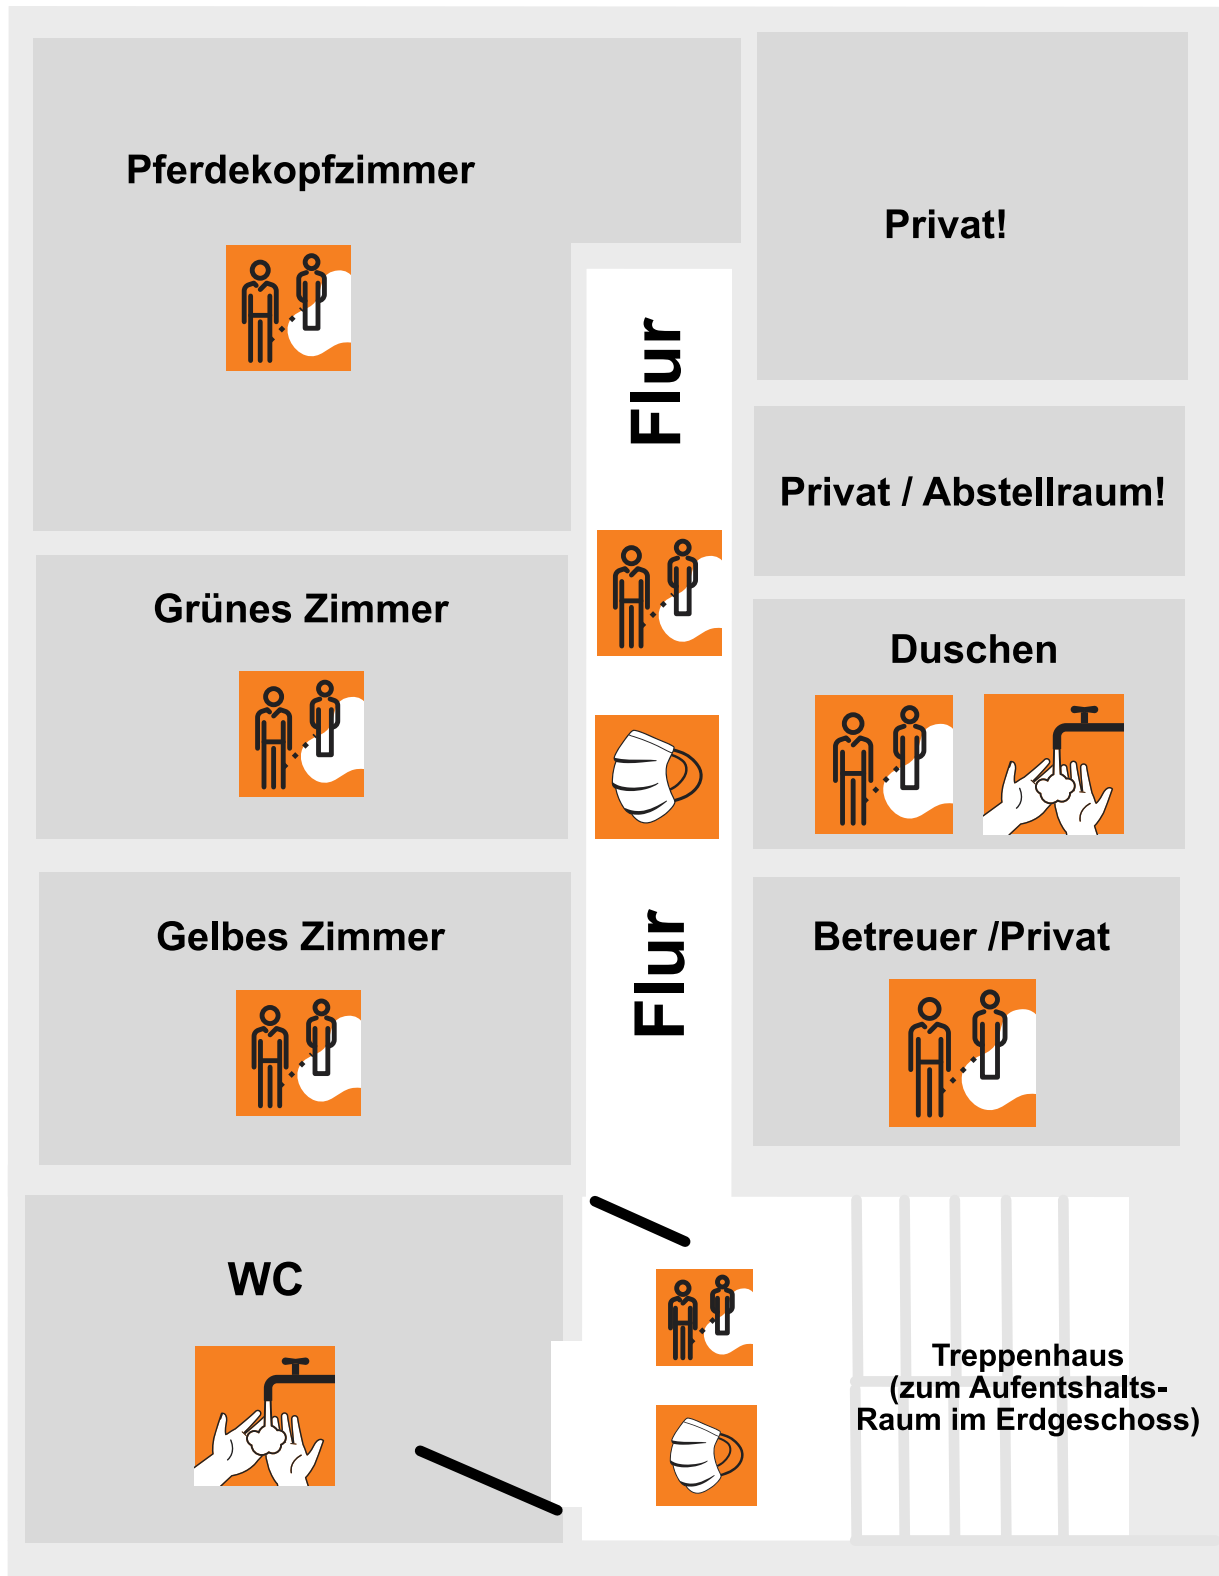 Pferdekopfzimmer
Privat!
Flur
Privat / Abstellraum!
Grünes Zimmer
Duschen
Gelbes Zimmer
Flur
Betreuer /Privat
WC
Treppenhaus
(zum Aufentshalts-
Raum im Erdgeschoss)